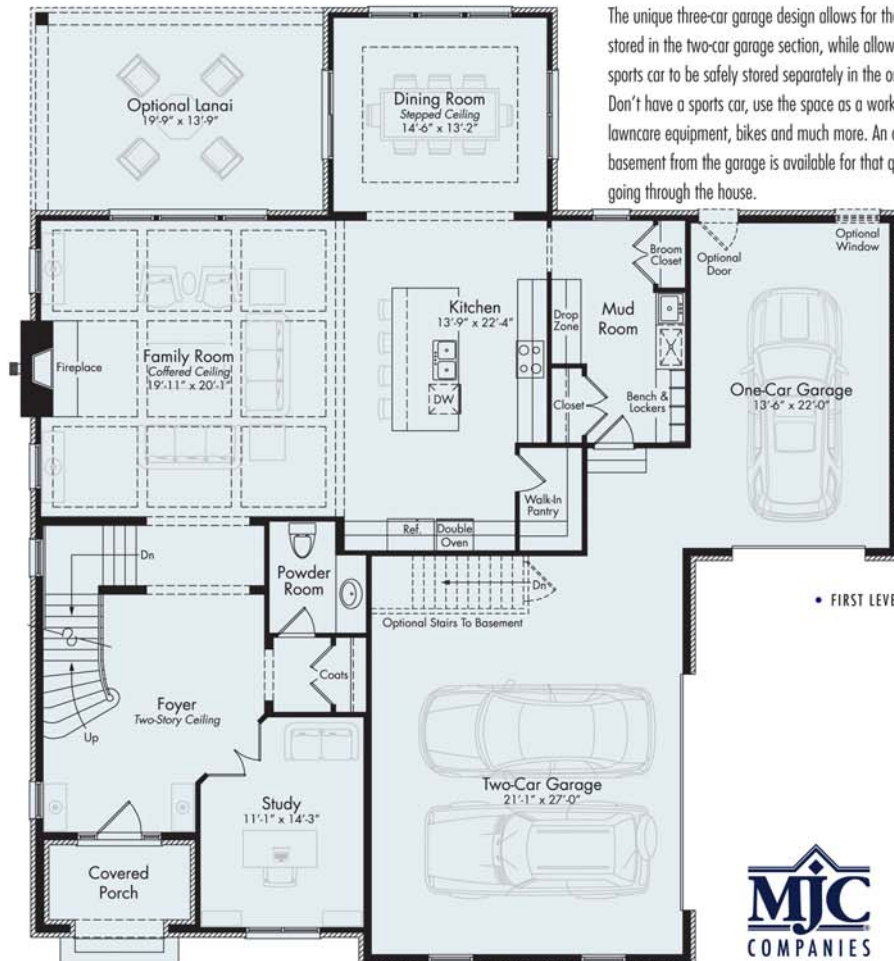 The unique three-car garage design allows for the
stored in the two-car garage section, while allow
sports car to be safely stored separately in the o
Don't have a sports car, use the space as a work
lawncare equipment, bikes and much more. An
basement from the garage is available for that q
going through the house.
Optional Lanai
19'-9" x 13'-9"
Dining Room
Stepped Ceiling
14'-6" x 13'-2"
Optional
Door
Optional
Window
Broom
Closet
Kitchen
13'-9" x 22'-4"
Drop
Zone
Mud
Room
Family Room
Coffered Ceiling
19'-11" x 20'-1"
Fireplace
DW
Closet
Bench &
Lockers
One-Car Garage
13'-6" x 22'-0"
Walk-In
Pantry
Ref.
Double
Oven
Dn
Powder
Room
Dn
Optional Stairs To Basement
• FIRST LEVE
Coats
Foyer
Two-Story Ceiling
Up
Study
11'-1" x 14'-3"
Two-Car Garage
21'-1" x 27'-0"
Covered
Porch
MJC
COMPANIES